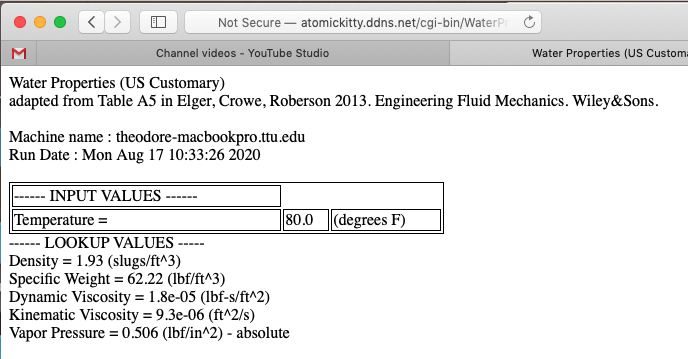 Not Secure — atomickitty.ddns.net/cgi-bin/WaterPr
Channel videos - YouTube Studio
Water Properties (US Customa
Water Properties (US Customary)
adapted from Table A5 in Elger, Crowe, Roberson 2013. Engineering Fluid Mechanics. Wiley&Sons.
Machine name : theodore-macbookpro.ttu.edu
Run Date : Mon Aug 17 10:33:26 2020
------ INPUT VALUES ------
Temperature = 80.0 (degrees F)
------ LOOKUP VALUES -----
Density = 1.93 (slugs/ft^3)
Specific Weight = 62.22 (lbf/ft^3)
Dynamic Viscosity = 1.8e-05 (lbf-s/ft^2)
Kinematic Viscosity = 9.3e-06 (ft^2/s)
Vapor Pressure = 0.506 (lbf/in^2) - absolute